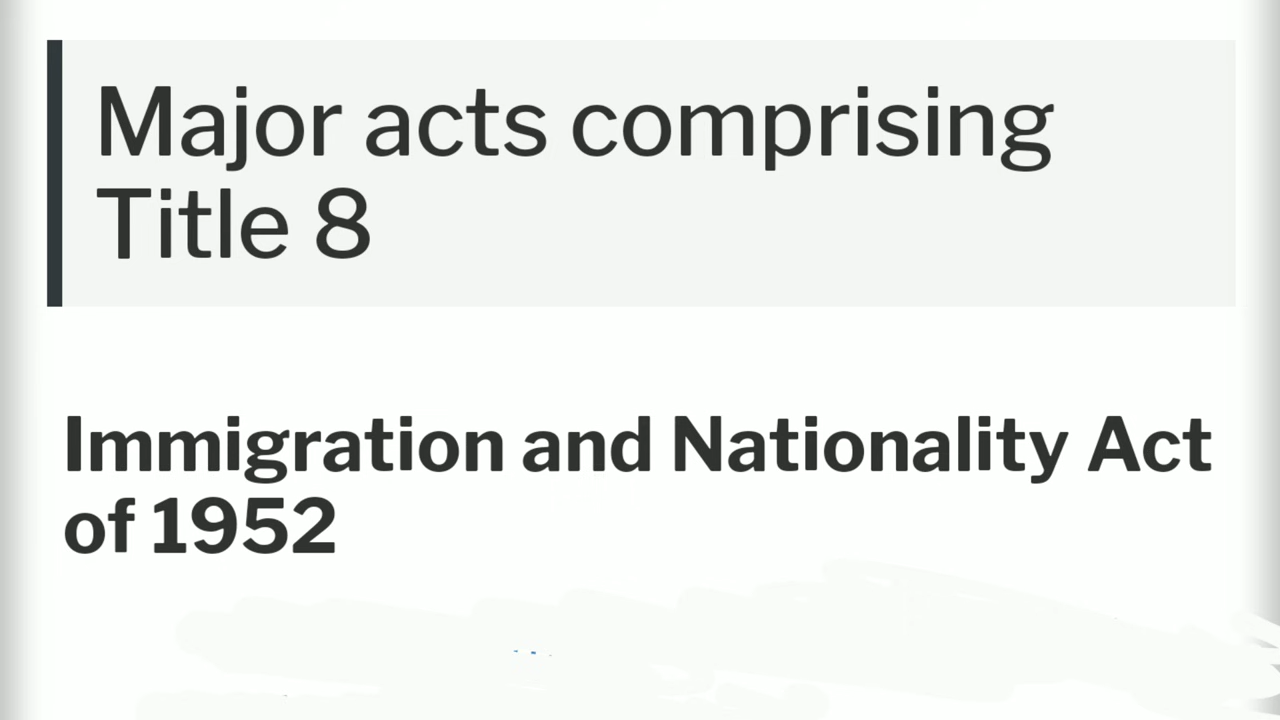 Major acts comprising
Title 8
Immigration and Nationality Act
of 1952